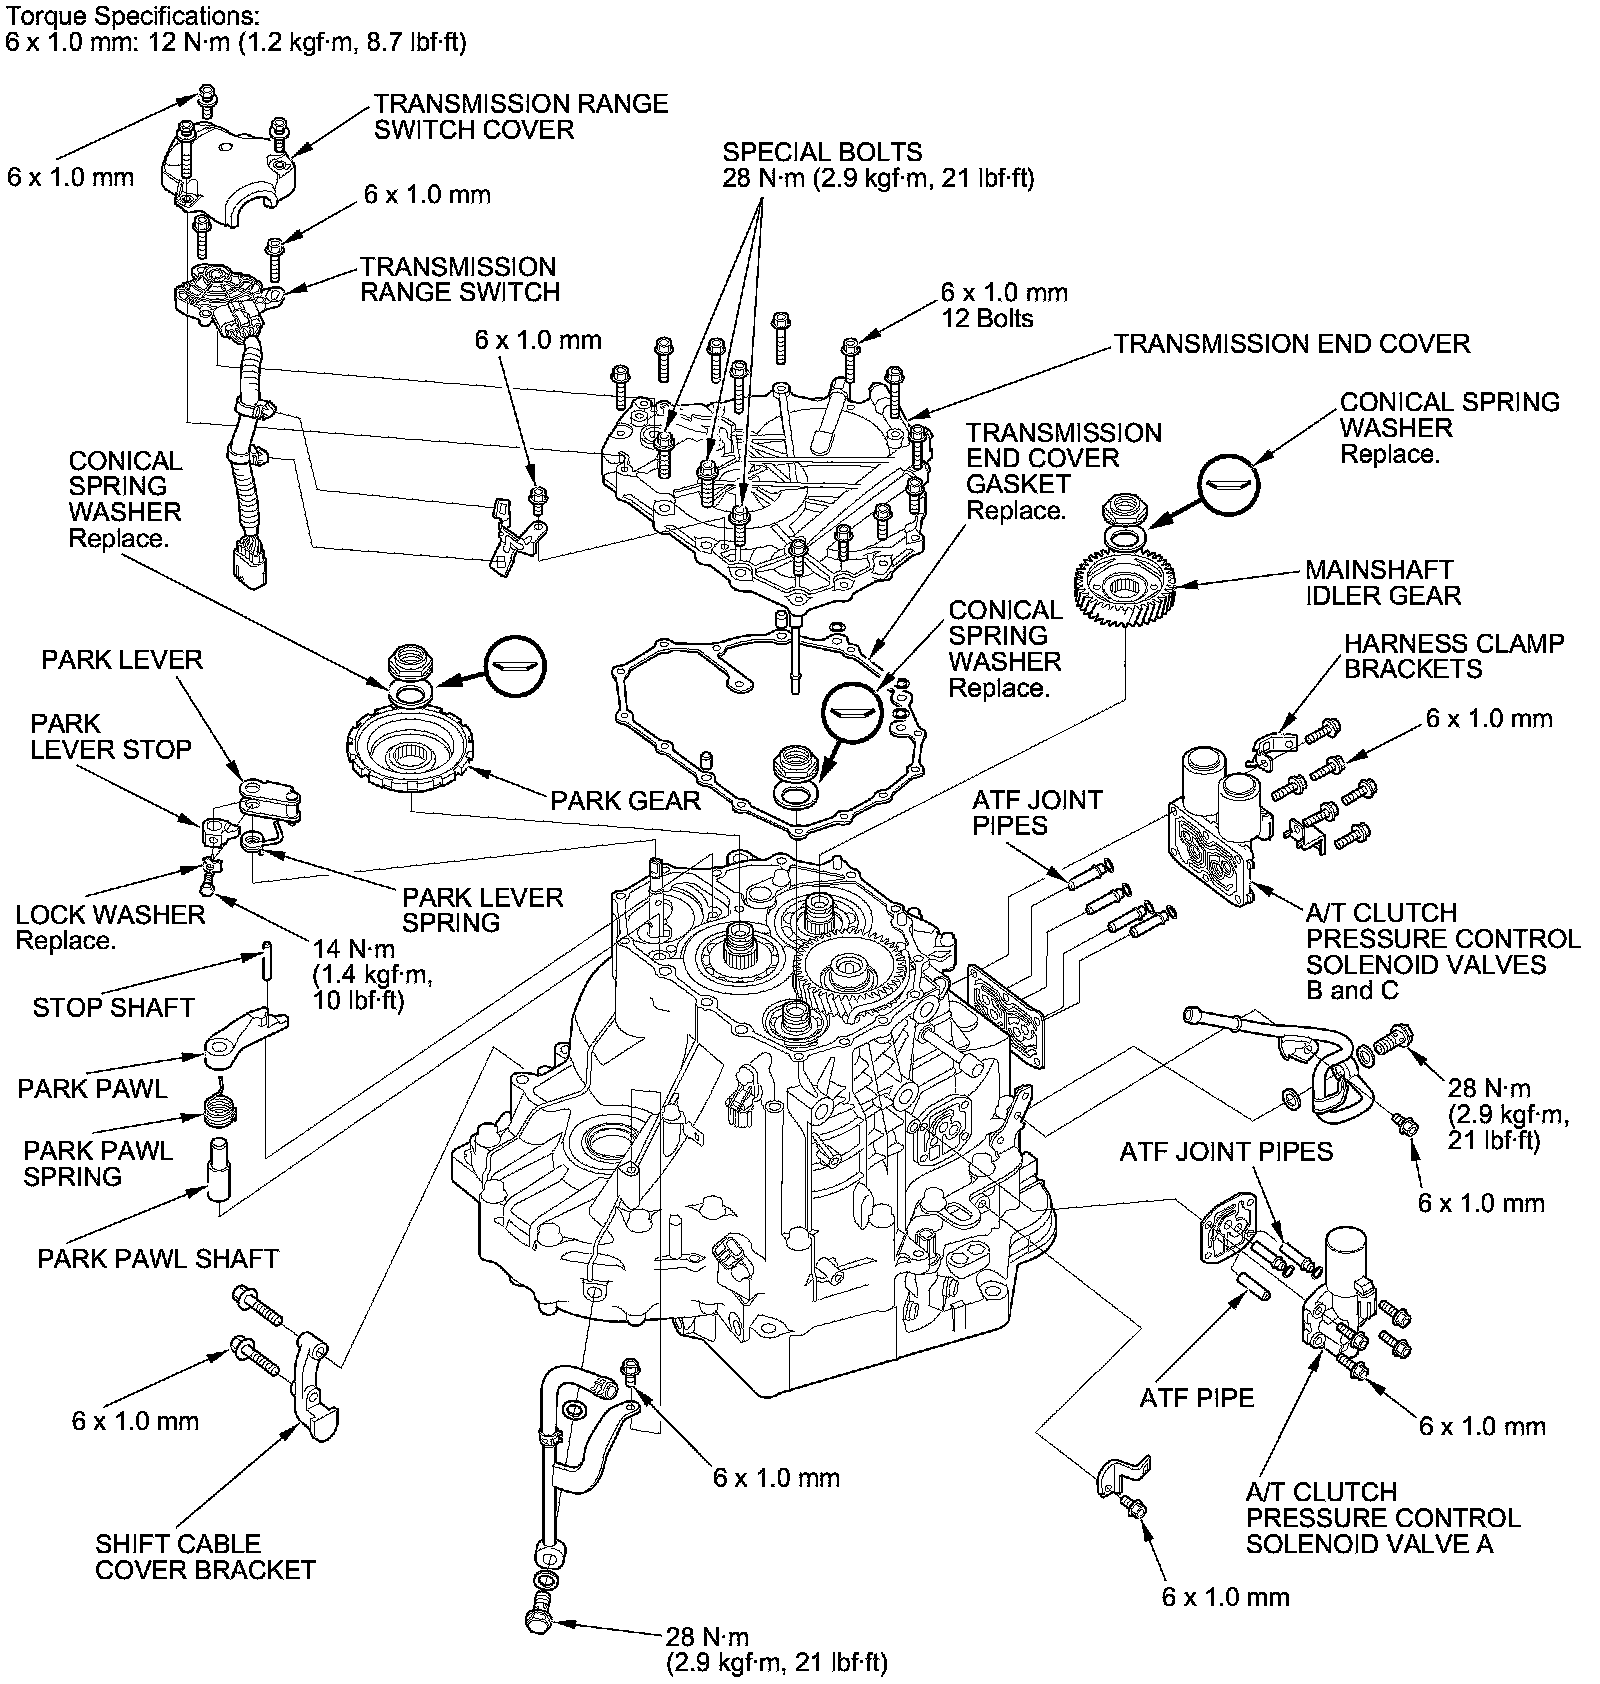 Torque Specifications:
6 x 1.0 mm: 12 N·m (1.2 kgf·m, 8.7 lbf·ft)
TRANSMISSION RANGE
SWITCH COVER
6 x 1.0 mm
6 x 1.0 mm
TRANSMISSION
RANGE SWITCH
SPECIAL BOLTS
28 N·m (2.9 kgf·m, 21 lbf·ft)
6 x 1.0 mm
12 Bolts
6 x 1.0 mm
TRANSMISSION END COVER
CONICAL SPRING
WASHER
Replace.
TRANSMISSION
END COVER
GASKET
Replace.
CONICAL
SPRING
WASHER
Replace.
MAINSHAFT
IDLER GEAR
CONICAL
SPRING
WASHER
Replace.
HARNESS CLAMP
BRACKETS
6 x 1.0 mm
PARK LEVER
PARK
LEVER STOP
PARK GEAR
ATF JOINT
PIPES
PARK LEVER
SPRING
LOCK WASHER
Replace.
14 N·m
(1.4 kgf·m,
10 lbf·ft)
A/T CLUTCH
PRESSURE CONTROL
SOLENOID VALVES
B and C
STOP SHAFT
PARK PAWL
PARK PAWL
SPRING
PARK PAWL SHAFT
28 N·m
(2.9 kgf·m,
21 lbf·ft)
ATF JOINT PIPES
6 x 1.0 mm
6 x 1.0 mm
SHIFT CABLE
COVER BRACKET
6 x 1.0 mm
ATF PIPE
6 x 1.0 mm
A/T CLUTCH
PRESSURE CONTROL
SOLENOID VALVE A
6 x 1.0 mm
28 N·m
(2.9 kgf·m, 21 lbf·ft)